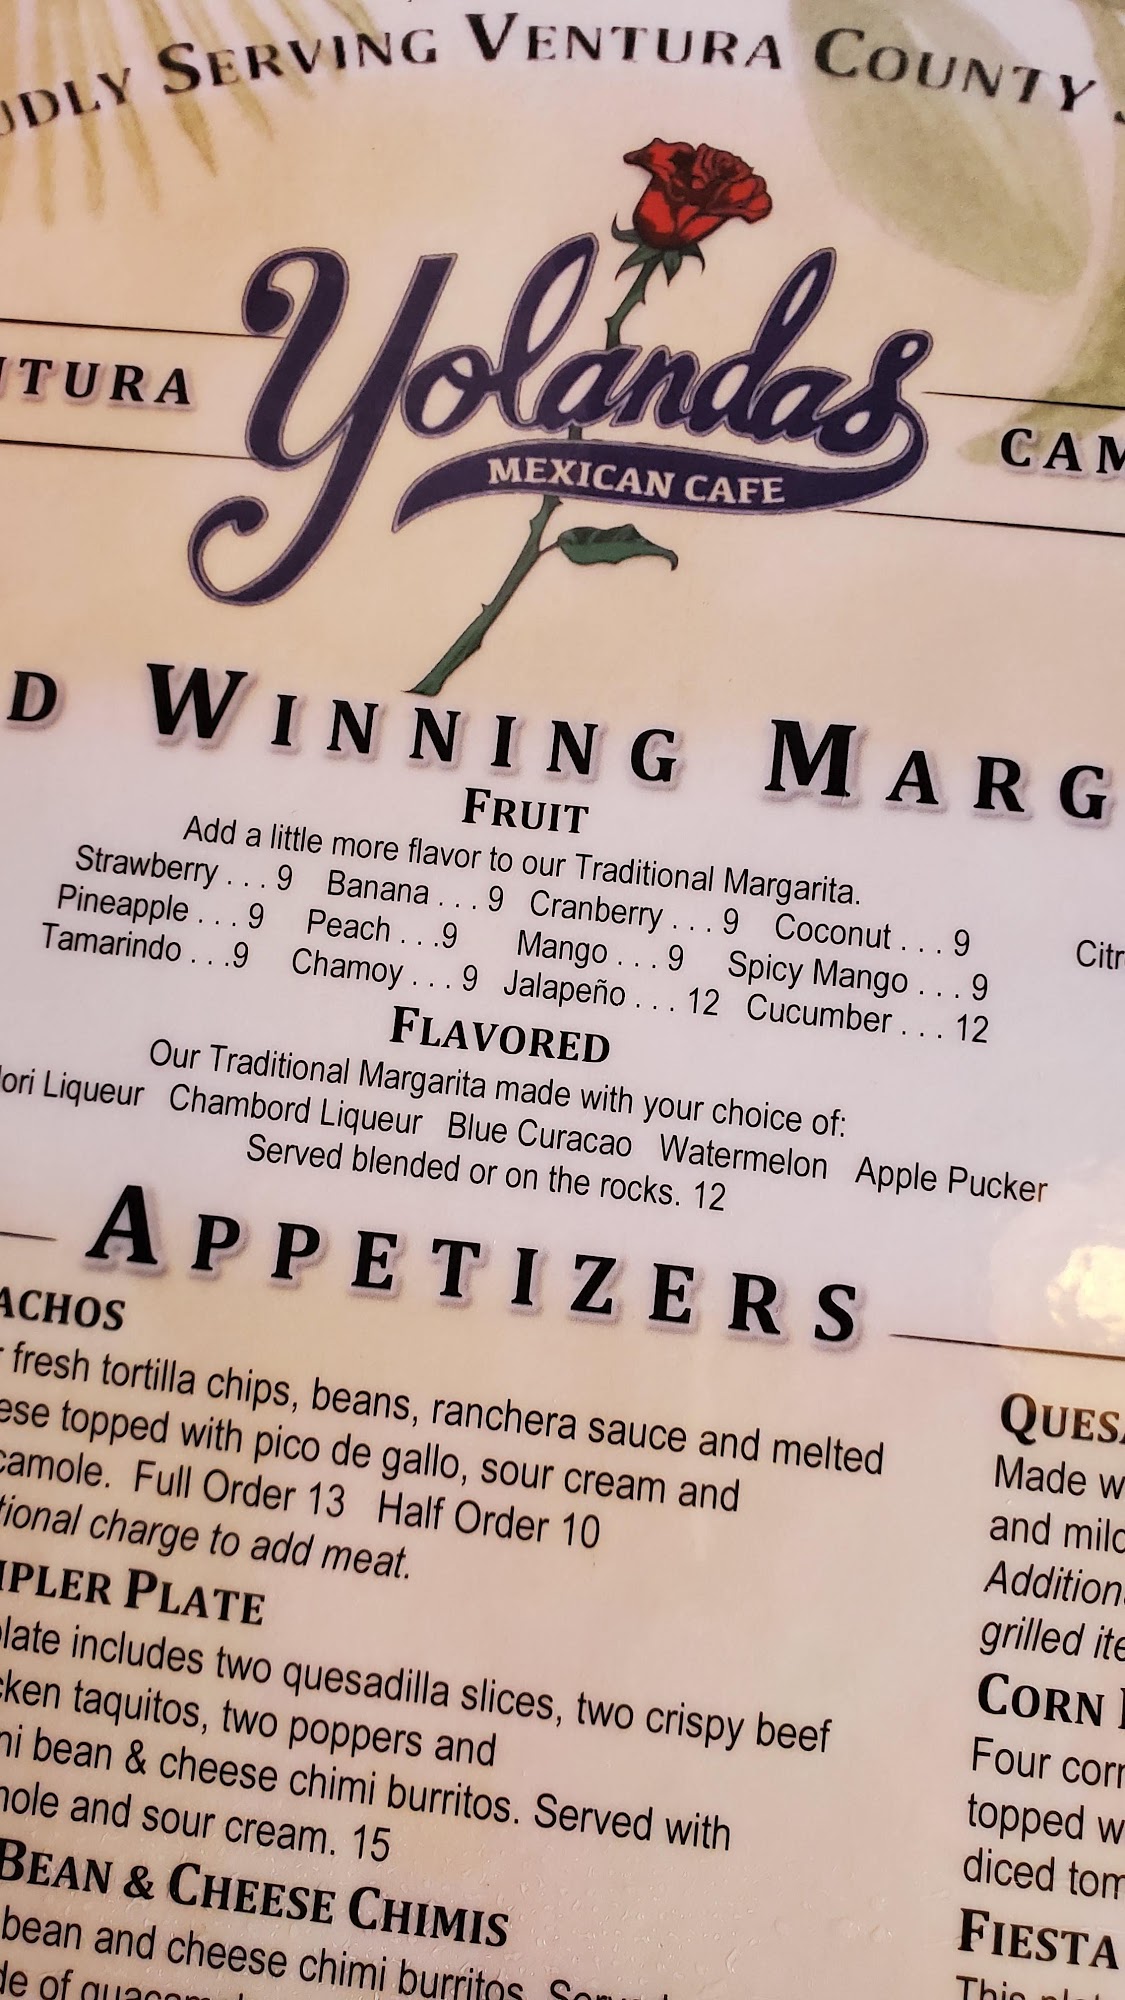 SERVING VENTURA COUNTY
Yolandas
MEXICAN CAFE
WINNING
FRUIT
Add a little more flavor to our Traditional Margarita.
Strawberry . . . 9 Banana . . . 9 Cranberry . . . 9 Coconut . . . 9
Pineapple . . . 9 Peach . . .9 Mango . . . 9 Spicy Mango . . . 9
Tamarindo . . .9 Chamoy . . . 9 Jalapeño . . . 12 Cucumber . . . 12
FLAVORED
Our Traditional Margarita made with your choice of:
Liqueur Chambord Liqueur Blue Curacao Watermelon Apple Pucker
Served blended or on the rocks. 12
APPETIZERS
fresh tortilla chips, beans, ranchera sauce and melted
topped with pico de gallo, sour cream and
Full Order 13 Half Order 10
charge to add meat.
PLATE
includes two quesadilla slices, two crispy beef
taquitos, two poppers and
bean & cheese chimi burritos. Served with
and sour cream. 15
BEAN & CHEESE CHIMIS
bean and cheese chimi burritos.
of
Made
and
grilled
CORN
Four
topped
diced
FIESTA
This